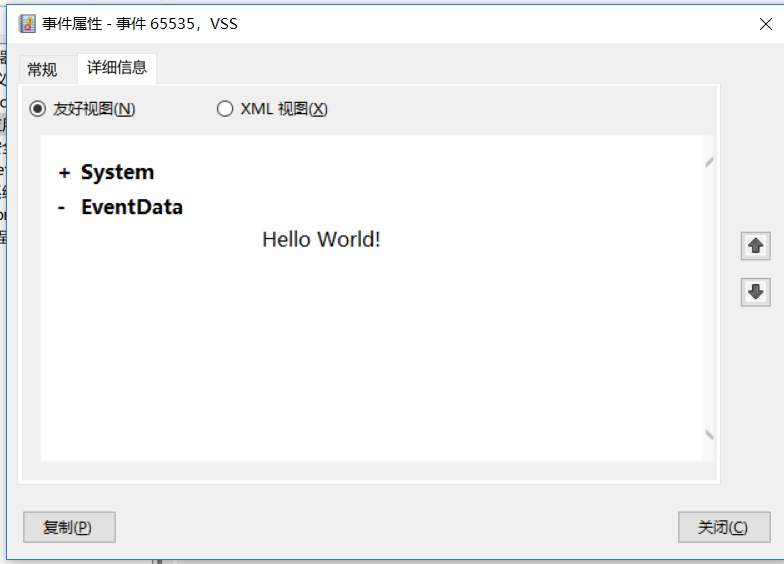 事件属性 - 事件 65535，VSS
常规
详细信息
友好视图(N)
XML 视图(X)
+ System
- EventData
Hello World!
复制(P)
关闭(C)